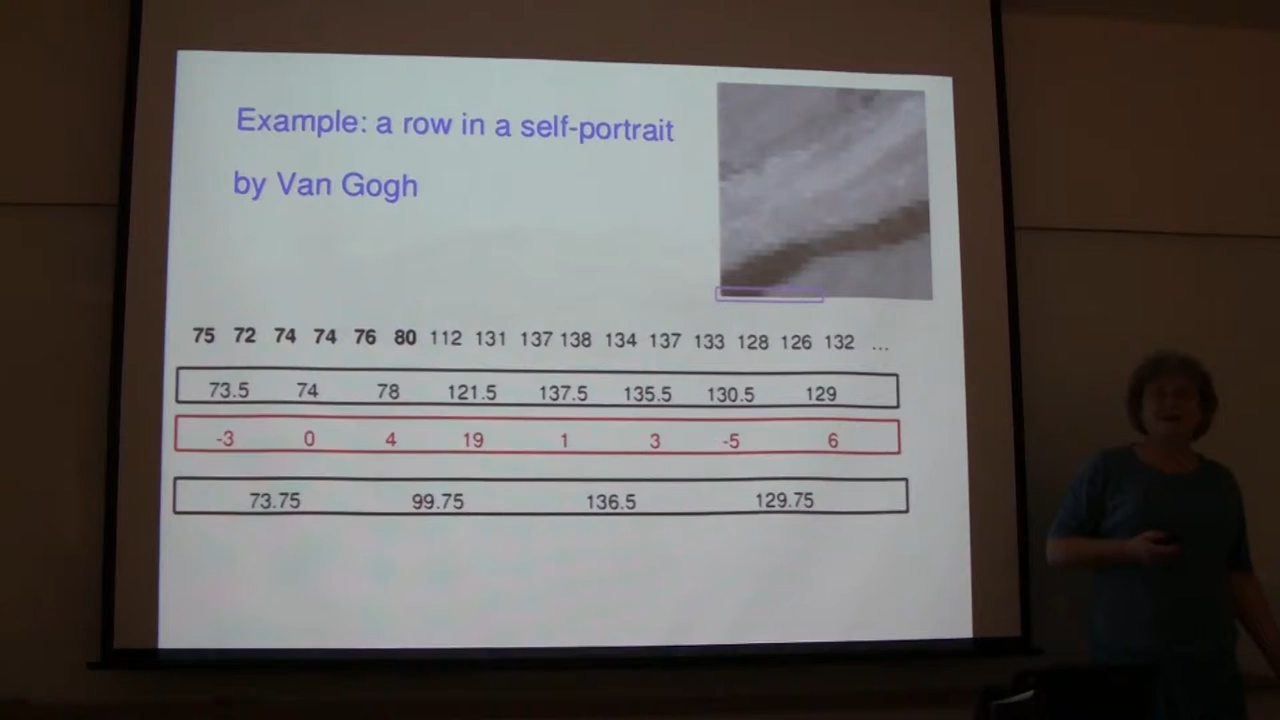 Example: a row in a self-portrait
by Van Gogh
75 72 74 74 76 80 112 131 137 138 134 137 133 128 126 132 ...
73.5 74 78 121.5 137.5 135.5 130.5 129
-3 0 4 19 1 3 -5 6
73.75 99.75 136.5 129.75